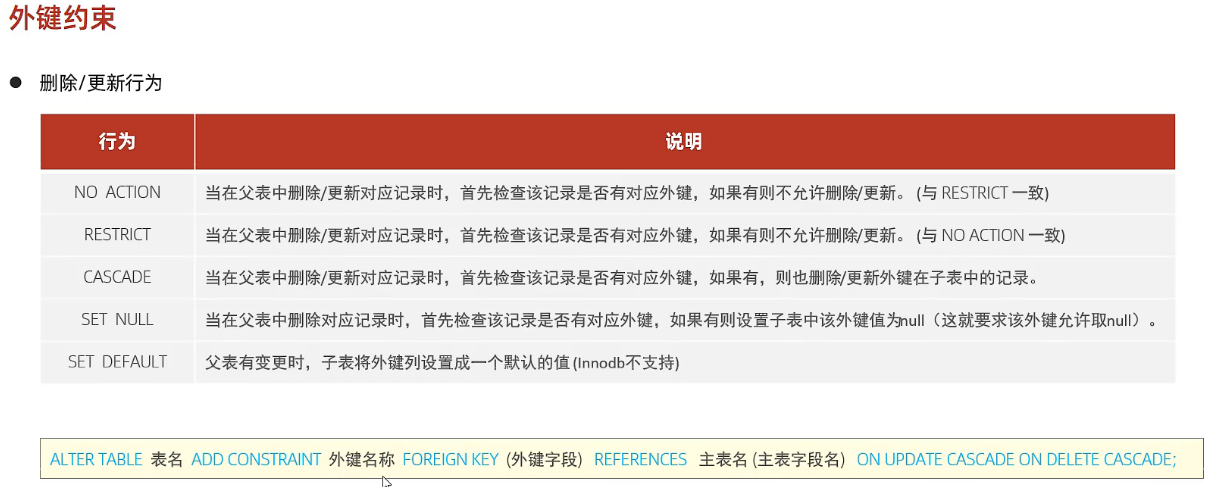 外键约束
● 删除/更新行为
行为 说明
NO ACTION 当在父表中删除/更新对应记录时，首先检查该记录是否有对应外键，如果有则不允许删除/更新。 (与 RESTRICT 一致)
RESTRICT 当在父表中删除/更新对应记录时，首先检查该记录是否有对应外键，如果有则不允许删除/更新。 (与 NO ACTION 一致)
CASCADE 当在父表中删除/更新对应记录时，首先检查该记录是否有对应外键，如果有，则也删除/更新外键在子表中的记录。
SET NULL 当在父表中删除对应记录时，首先检查该记录是否有对应外键，如果有则设置子表中该外键值为null（这就要求该外键允许取null）。
SET DEFAULT 父表有变更时，子表将外键列设置成一个默认的值 (Innodb不支持)
ALTER TABLE 表名 ADD CONSTRAINT 外键名称 FOREIGN KEY (外键字段) REFERENCES 主表名 (主表字段名) ON UPDATE CASCADE ON DELETE CASCADE;